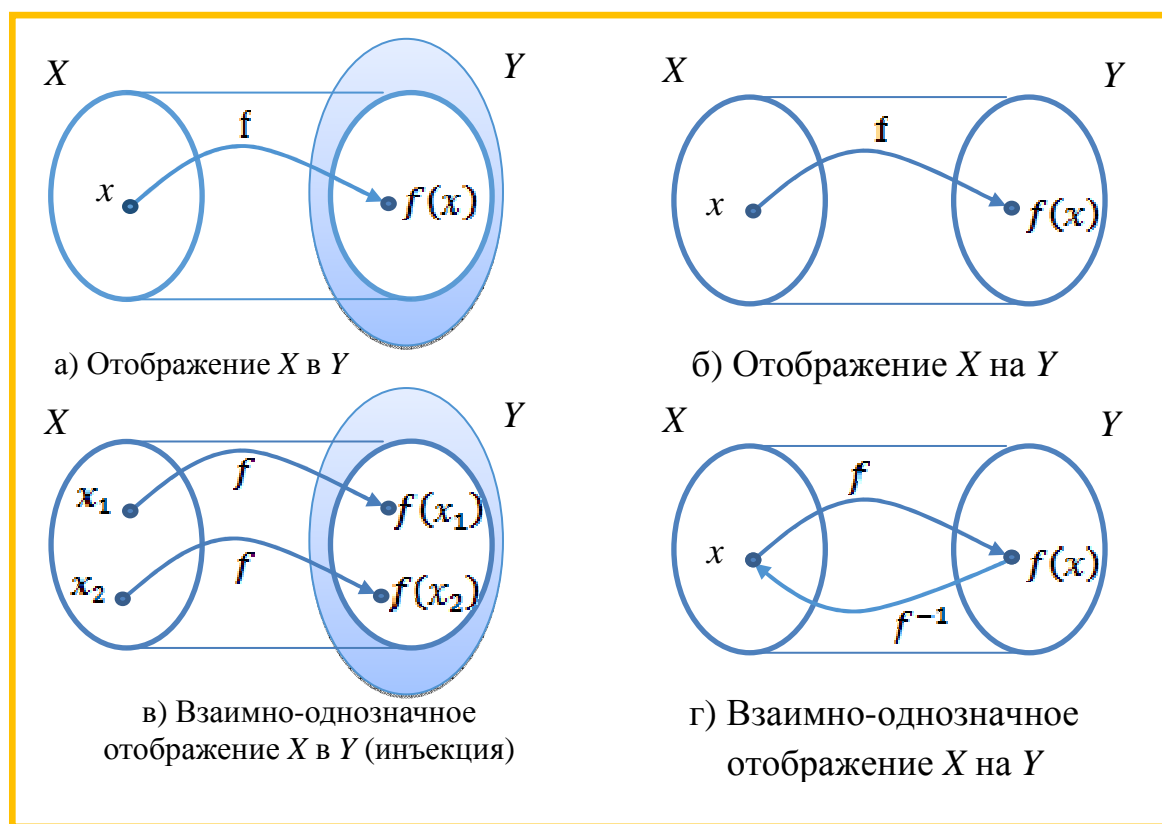 X
Y
f
x
f(x)
а) Отображение X в Y
X
Y
f
x
f(x)
б) Отображение X на Y
X
Y
f
x₁
f(x₁)
f
x₂
f(x₂)
в) Взаимно-однозначное
отображение X в Y (инъекция)
X
Y
f
x
f(x)
f⁻¹
г) Взаимно-однозначное
отображение X на Y